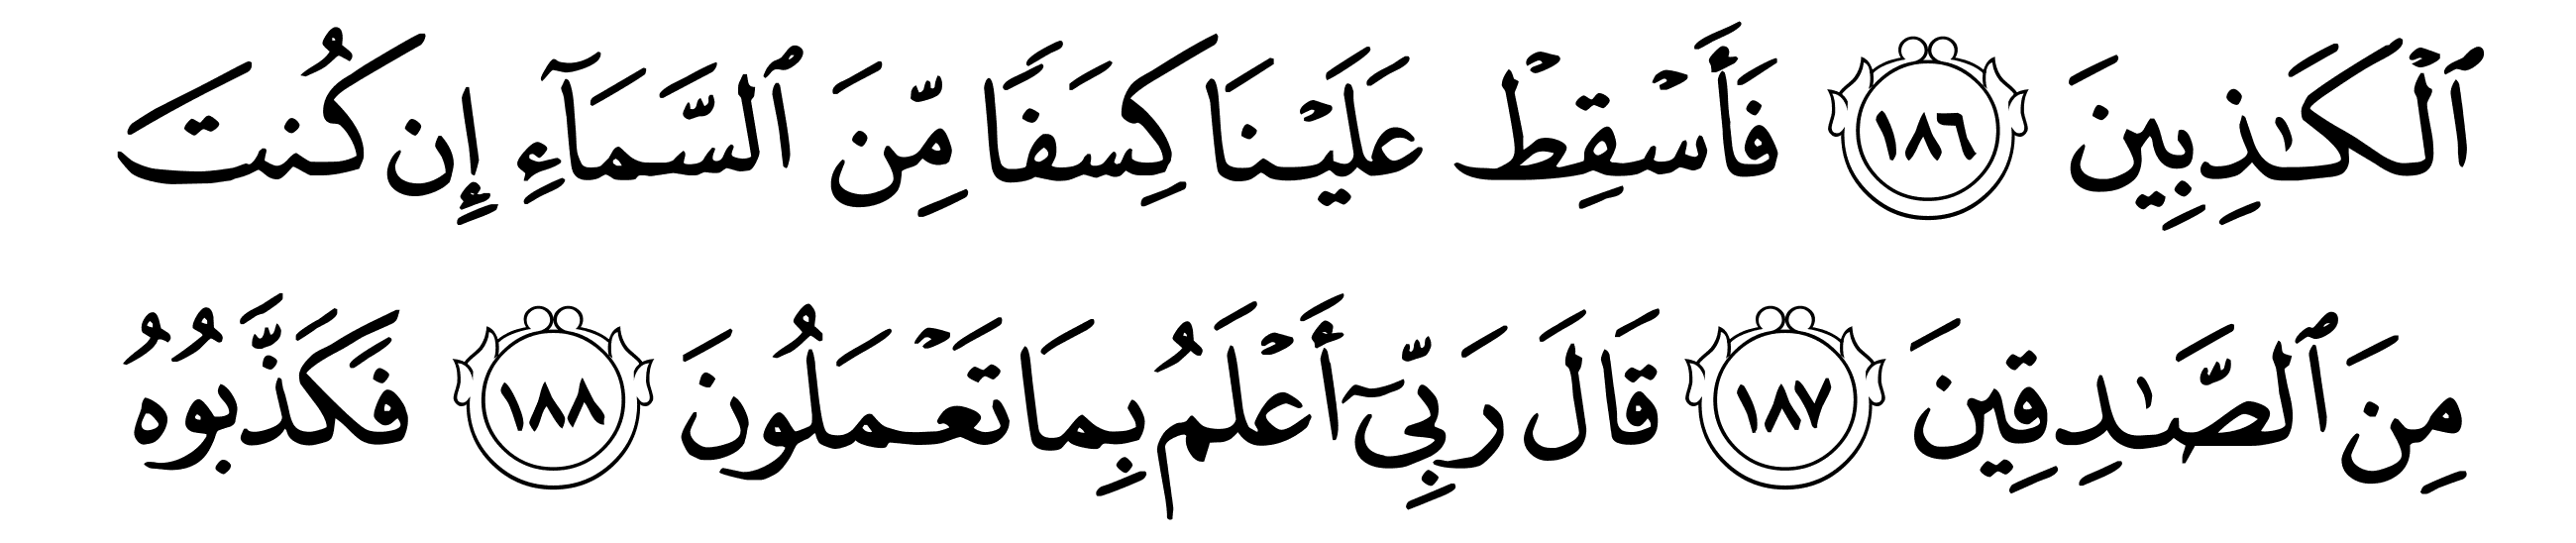 ٱلۡكَـٰذِبِينَ ١٨٦ فَأَسۡقِطۡ عَلَيۡنَا كِسَفًا مِّنَ ٱلسَّمَآءِ إِن كُنتَ
مِنَ ٱلصَّـٰدِقِينَ ١٨٧ قَالَ رَبِّىٓ أَعۡلَمُ بِمَا تَعۡمَلُونَ ١٨٨ فَكَذَّبُوهُ